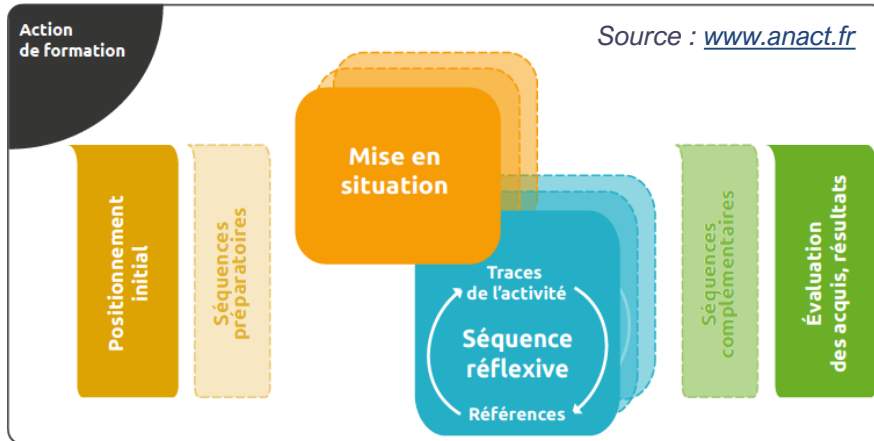 Action
de formation
Source : www.anact.fr
Positionnement
initial
Séquences
préparatoires
Mise en
situation
Traces
de l'activité
Séquence
réflexive
Références
Séquences
complémentaires
Évaluation
des acquis, résultats